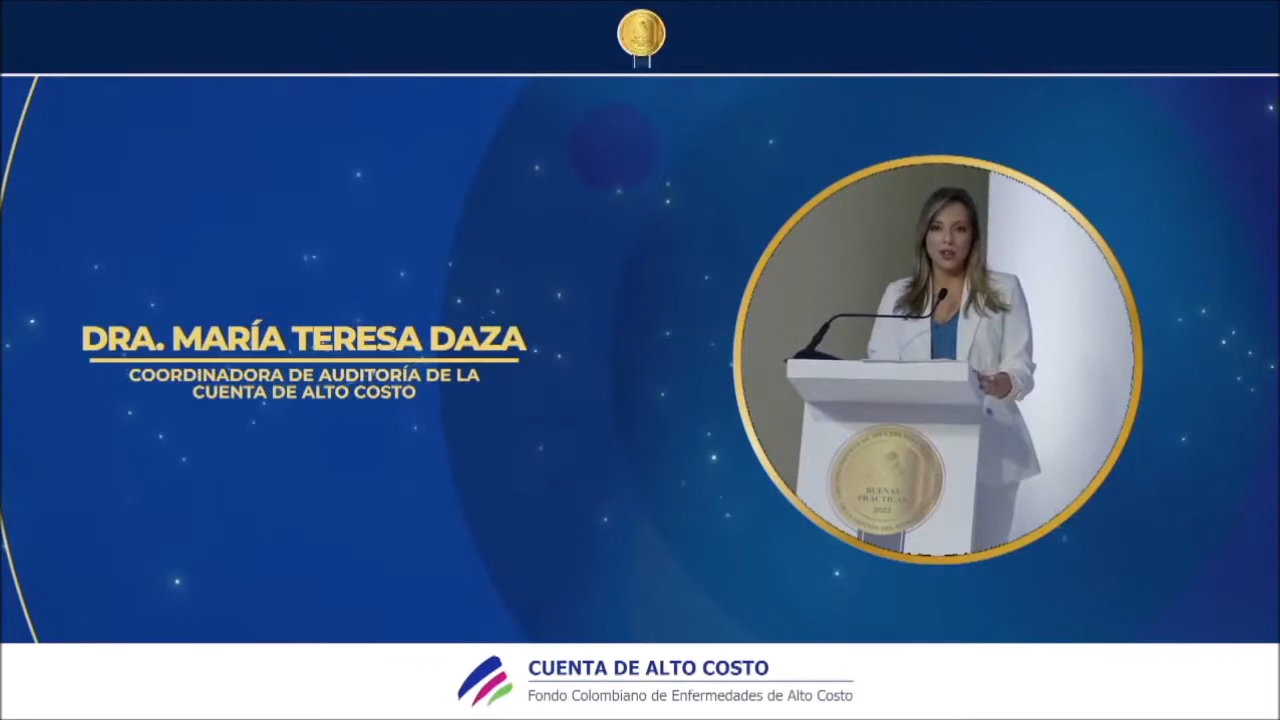 DRA. MARÍA TERESA DAZA
COORDINADORA DE AUDITORÍA DE LA
CUENTA DE ALTO COSTO
BUENAS
PRÁCTICAS
2022
CUENTA DE ALTO COSTO
Fondo Colombiano de Enfermedades de Alto Costo